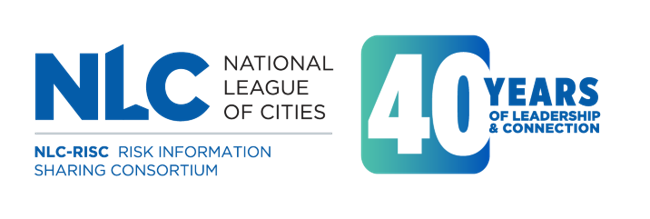 NLC
NATIONAL
LEAGUE
OF CITIES
NLC-RISC RISK INFORMATION
SHARING CONSORTIUM
40
YEARS
OF LEADERSHIP
& CONNECTION